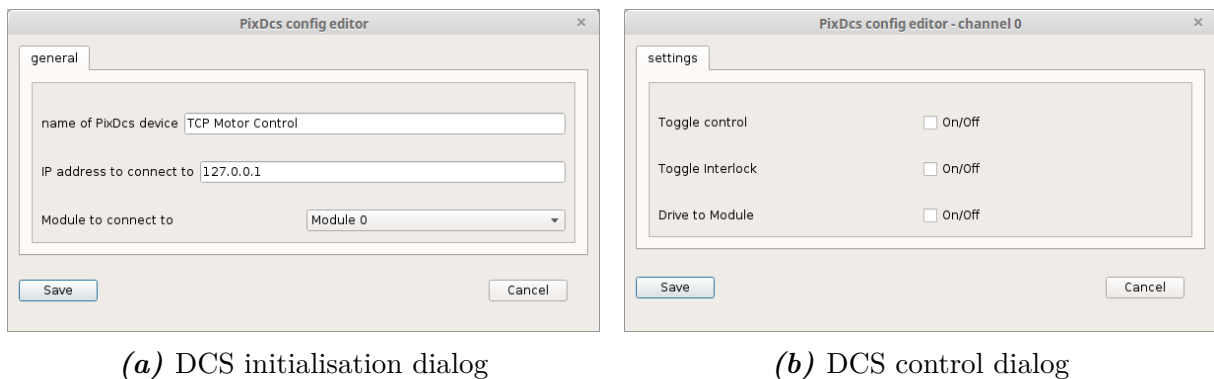 PixDcs config editor
general
name of PixDcs device TCP Motor Control
IP address to connect to 127.0.0.1
Module to connect to Module 0
Save Cancel
(a) DCS initialisation dialog
PixDcs config editor - channel 0
settings
Toggle control On/Off
Toggle Interlock On/Off
Drive to Module On/Off
Save Cancel
(b) DCS control dialog